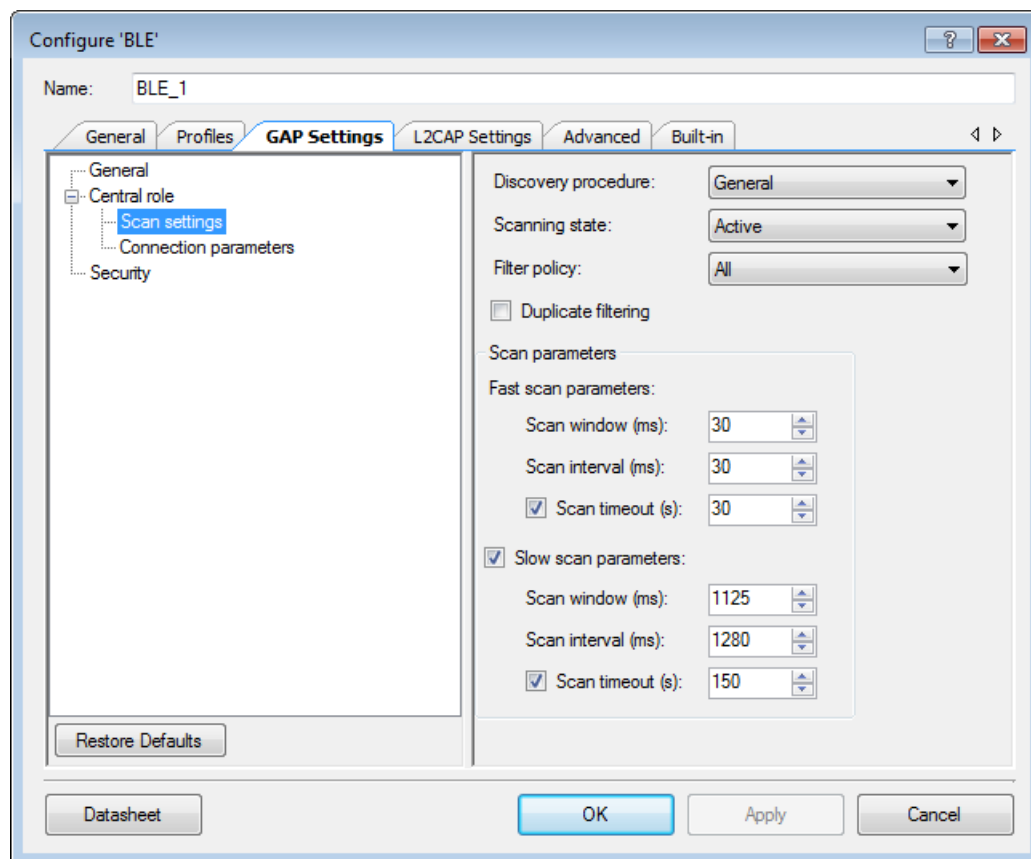 Configure 'BLE'
Name: BLE_1
General Profiles GAP Settings L2CAP Settings Advanced Built-in
General
Central role
Scan settings
Connection parameters
Security
Discovery procedure: General
Scanning state: Active
Filter policy: All
Duplicate filtering
Scan parameters
Fast scan parameters:
Scan window (ms): 30
Scan interval (ms): 30
Scan timeout (s): 30
Slow scan parameters:
Scan window (ms): 1125
Scan interval (ms): 1280
Scan timeout (s): 150
Restore Defaults
Datasheet OK Apply Cancel